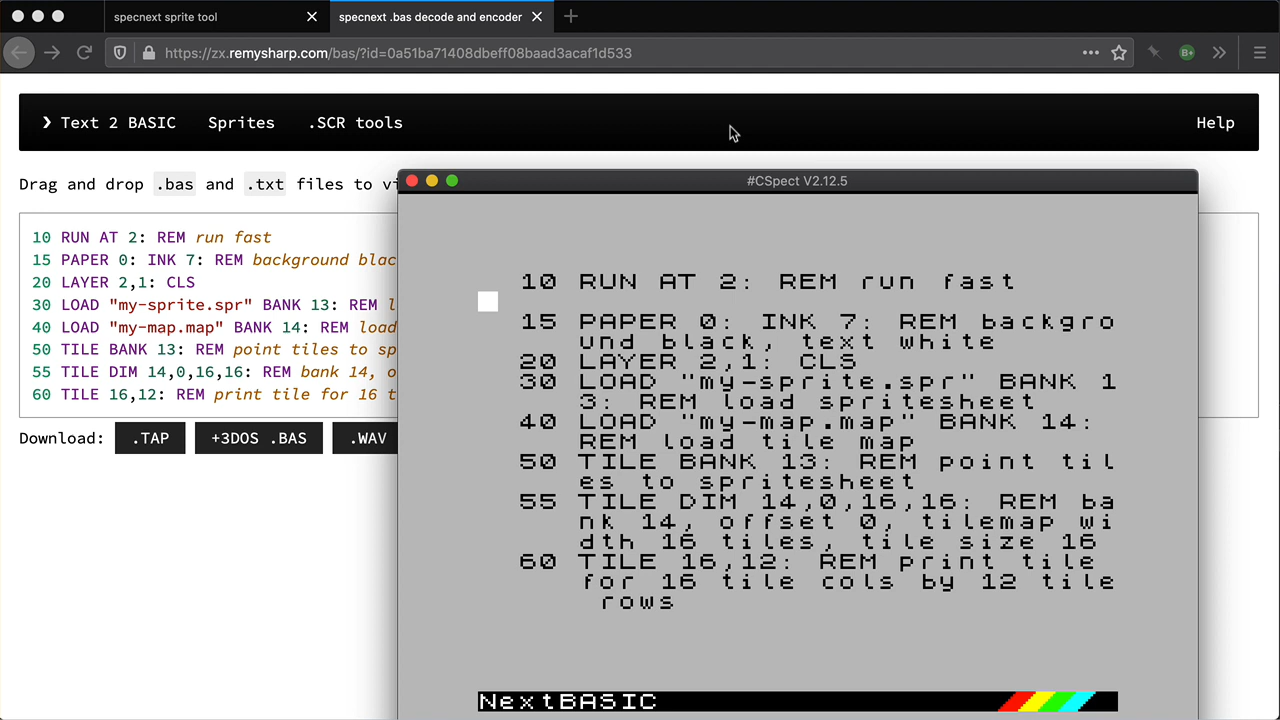 specnext sprite tool
specnext .bas decode and encoder
https://zx.remysharp.com/bas/?id=0a51ba71408dbeff08baad3acaf1d533
B+
❯ Text 2 BASIC Sprites .SCR tools Help
Drag and drop .bas and .txt files to vi
#CSpect V2.12.5
10 RUN AT 2: REM run fast
15 PAPER 0: INK 7: REM background blac
20 LAYER 2,1: CLS
30 LOAD "my-sprite.spr" BANK 13: REM l
40 LOAD "my-map.map" BANK 14: REM load
50 TILE BANK 13: REM point tiles to sp
55 TILE DIM 14,0,16,16: REM bank 14, o
60 TILE 16,12: REM print tile for 16 t
Download: .TAP +3DOS .BAS .WAV
10 RUN AT 2: REM run fast
15 PAPER 0: INK 7: REM backgro
und black, text white
20 LAYER 2,1: CLS
30 LOAD "my-sprite.spr" BANK 1
3: REM load spritesheet
40 LOAD "my-map.map" BANK 14:
REM load tile map
50 TILE BANK 13: REM point til
es to spritesheet
55 TILE DIM 14,0,16,16: REM ba
nk 14, offset 0, tilemap wi
dth 16 tiles, tile size 16
60 TILE 16,12: REM print tile
for 16 tile cols by 12 tile
rows
NextBASIC